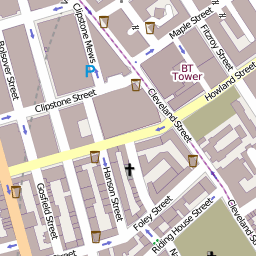 Bolsover Street
Clipstone Mews
Maple Street
Fitzroy Street
P
BT
Tower
Howland Street
Clipstone Street
Cleveland Street
Gosfield Street
Hanson Street
Foley Street
Riding House Street
Cleveland St